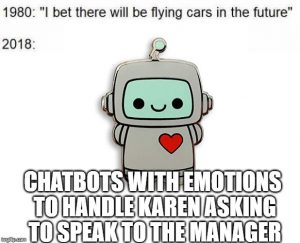 1980: "I bet there will be flying cars in the future"
2018:
CHATBOTS WITH EMOTIONS
TO HANDLE KAREN ASKING
TO SPEAK TO THE MANAGER
imgflip.com